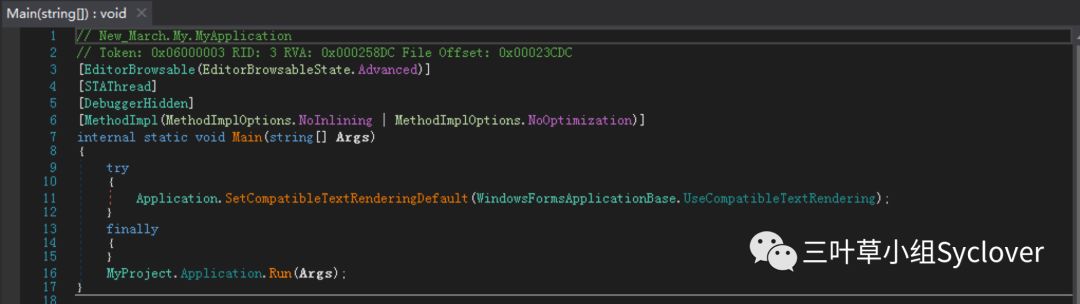 Main(string[]) : void ×
1 // New_March.My.MyApplication
2 // Token: 0x06000003 RID: 3 RVA: 0x000258DC File Offset: 0x00023CDC
3 [EditorBrowsable(EditorBrowsableState.Advanced)]
4 [STAThread]
5 [DebuggerHidden]
6 [MethodImpl(MethodImplOptions.NoInlining | MethodImplOptions.NoOptimization)]
7 internal static void Main(string[] Args)
8 {
9 try
10 {
11 Application.SetCompatibleTextRenderingDefault(WindowsFormsApplicationBase.UseCompatibleTextRendering);
12 }
13 finally
14 {
15 }
16 MyProject.Application.Run(Args);
17 }
18
三叶草小组Syclover